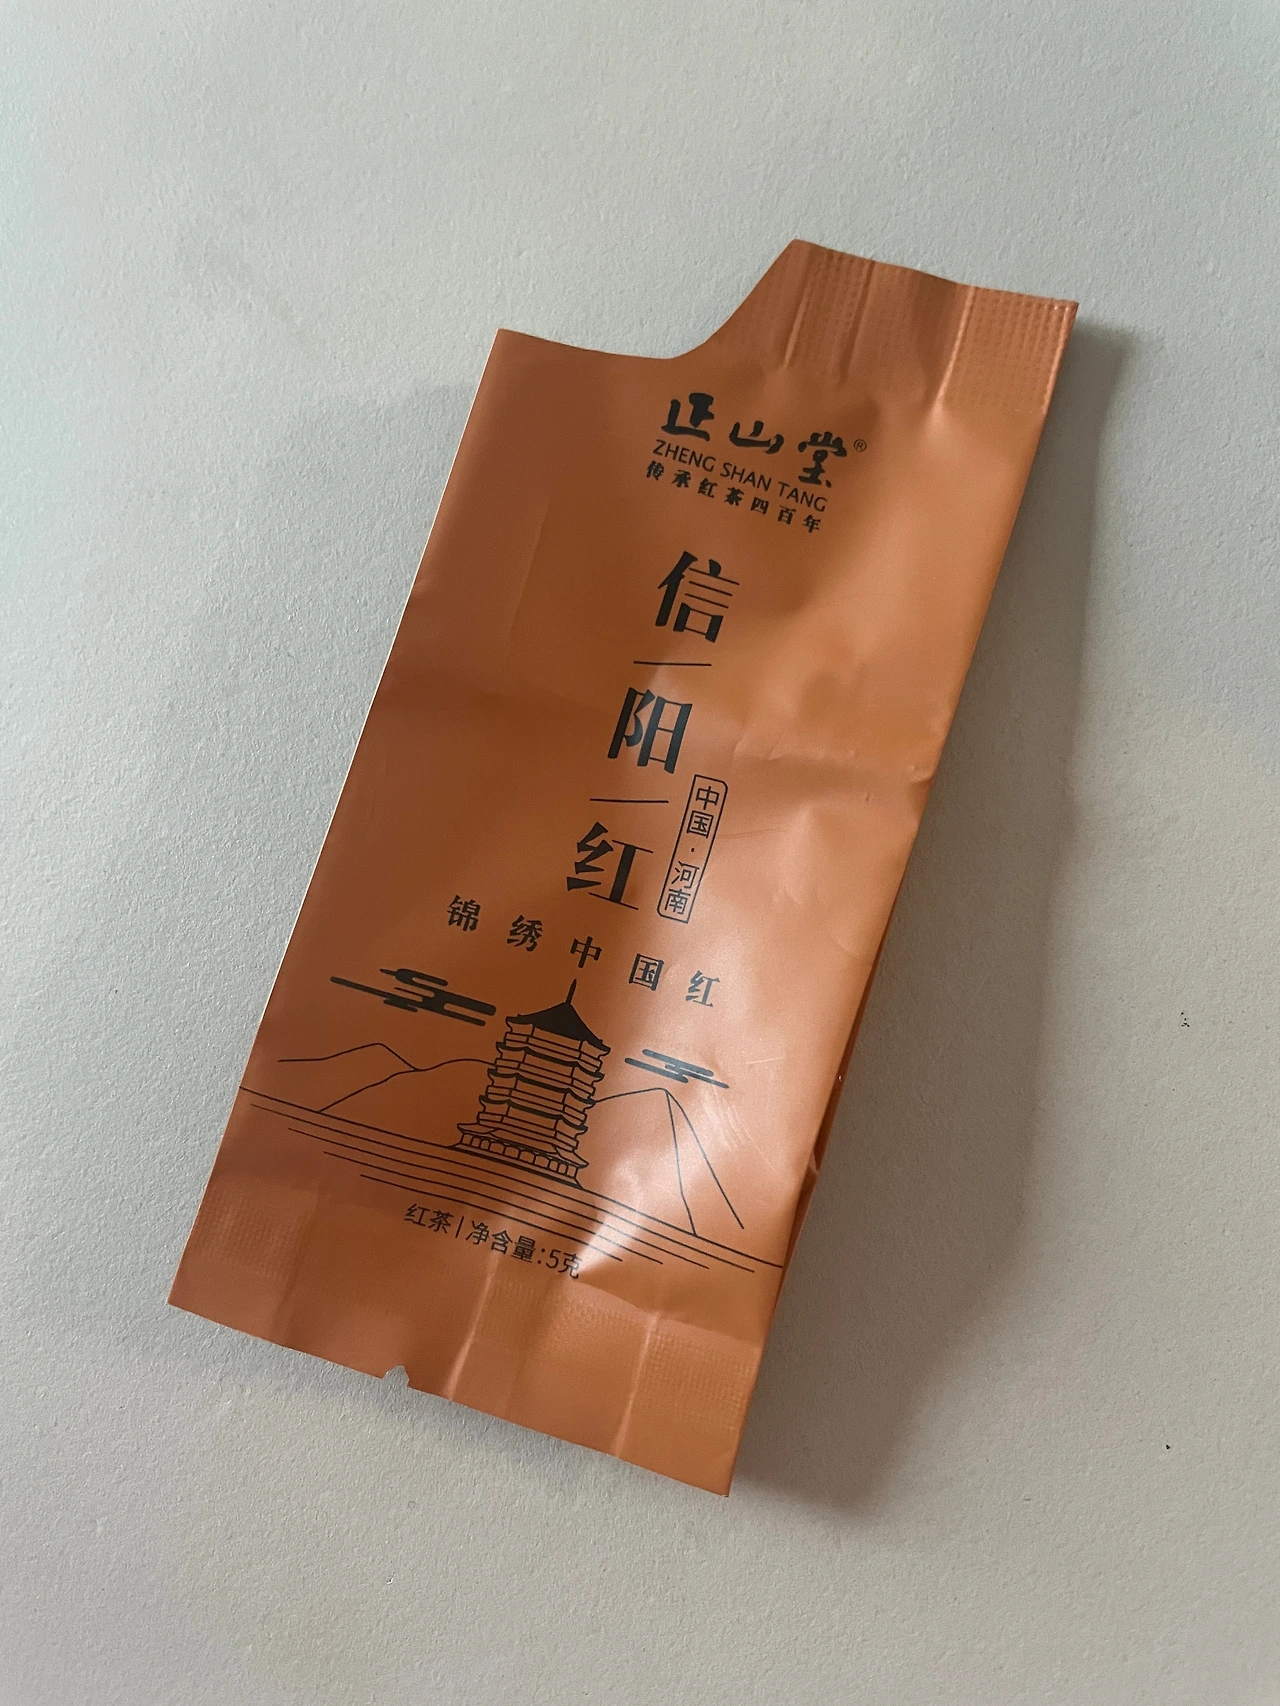 正山堂®
ZHENG SHAN TANG
传承红茶四百年
信阳红
中国·河南
锦绣中国红
红茶|净含量:5克